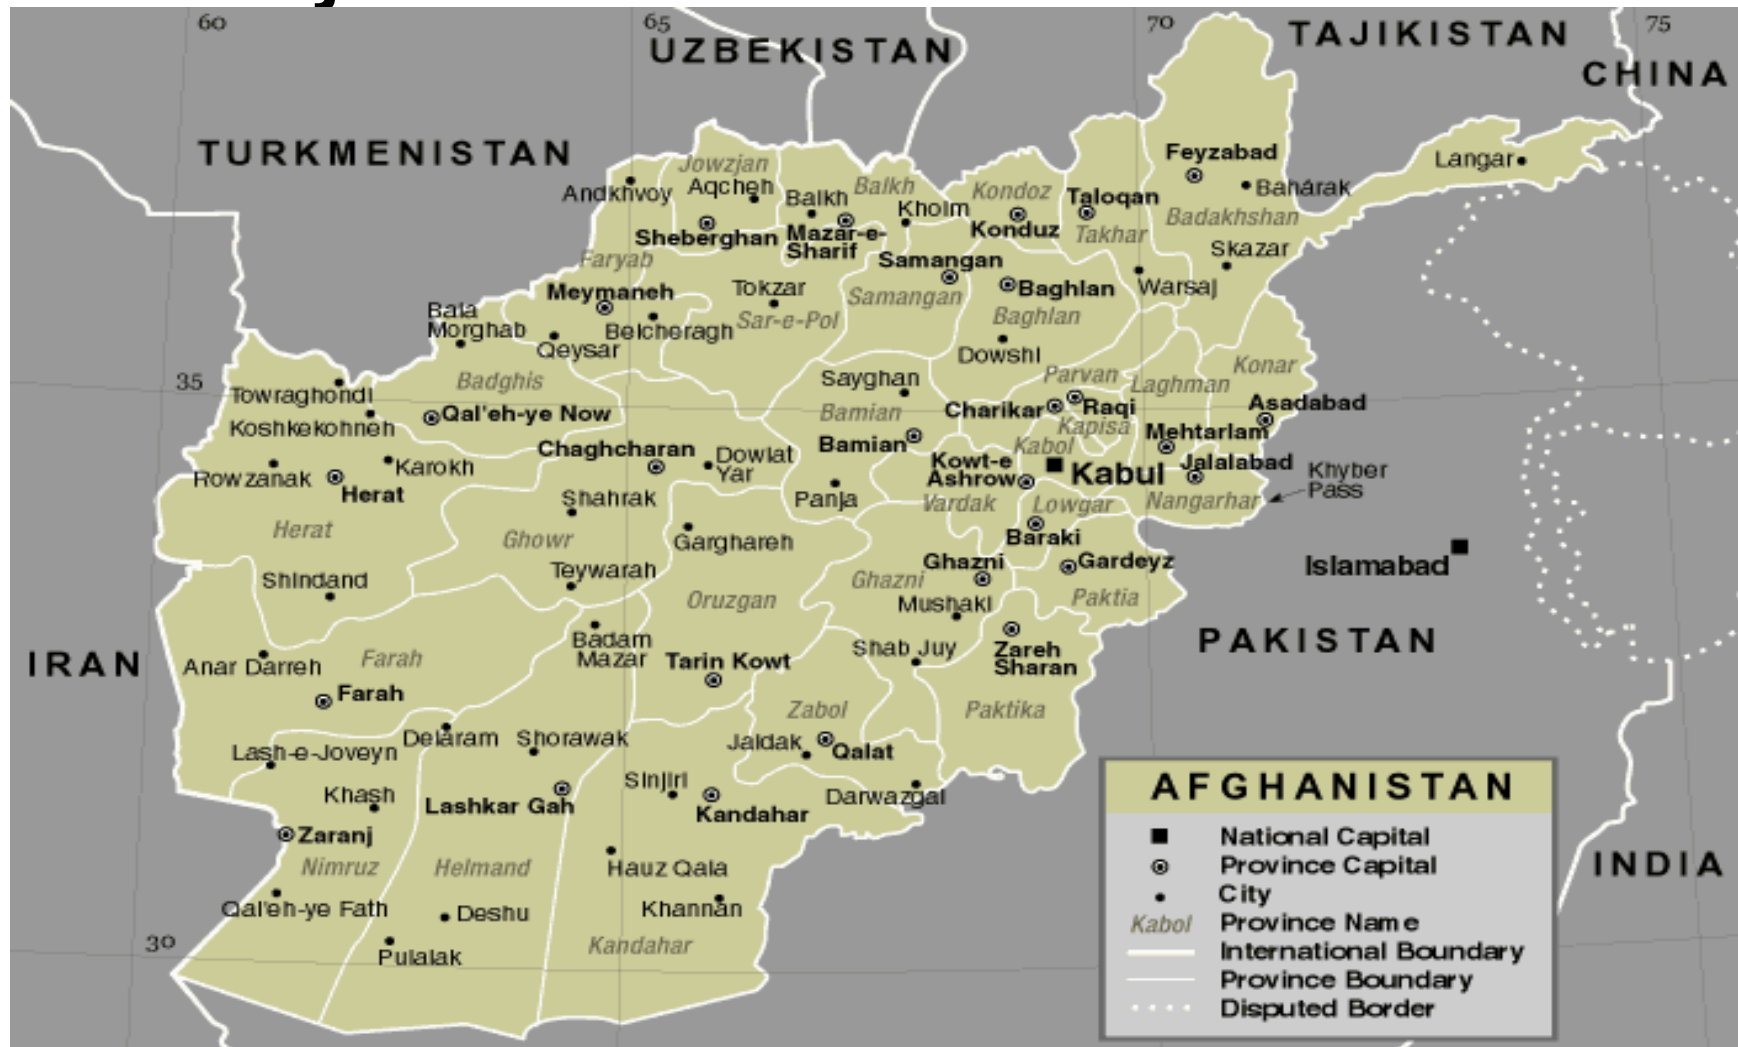 60
65
70
75
UZBEKISTAN
TAJIKISTAN
CHINA
TURKMENISTAN
Feyzabad
Langar
Jowzjan
Andkhvoy
Aqcheh
Balkh
Balkh
Kondoz
Taloqan
Bahárak
Kholm
Badakhshan
Sheberghan
Mazar-e-
Sharif
Konduz
Takhar
Skazar
Faryab
Samangan
Meymaneh
Tokzar
Samangan
Baghlan
Warsaj
Bala
Morghab
Belcheragh
Sar-e-Pol
Baghlan
Qeysar
Dowshi
35
Badghis
Sayghan
Parvan
Laghman
Konar
Towraghondi
Koshkekohneh
Qal'eh-ye Now
Bamian
Charikar
Raqi
Asadabad
Kapisa
Mehtarlam
Chaghcharan
Bamian
Kabol
Rowzanak
Karokh
Dowlat
Yar
Kowt-e
Ashrow
Kabul
Jalalabad
Khyber
Pass
Herat
Shahrak
Panja
Vardak
Lowgar
Nangarhar
Herat
Ghowr
Garghareh
Baraki
Shindand
Teywarah
Ghazni
Gardeyz
Islamabad
Ghazni
Oruzgan
Mushaki
Paktia
IRAN
Badam
Mazar
Shab Juy
Zareh
Sharan
PAKISTAN
Anar Darreh
Farah
Tarin Kowt
Farah
Zabol
Paktika
Lash-e-Joveyn
Delaram
Shorawak
Jaldak
Qalat
Khash
Lashkar Gah
Sinjiri
Kandahar
Darwazgai
Zaranj
Nimruz
Helmand
Hauz Qala
INDIA
Qal'eh-ye Fath
Deshu
Khannan
30
Pulalak
Kandahar
AFGHANISTAN
National Capital
Province Capital
City
Kabol
Province Name
International Boundary
Province Boundary
Disputed Border